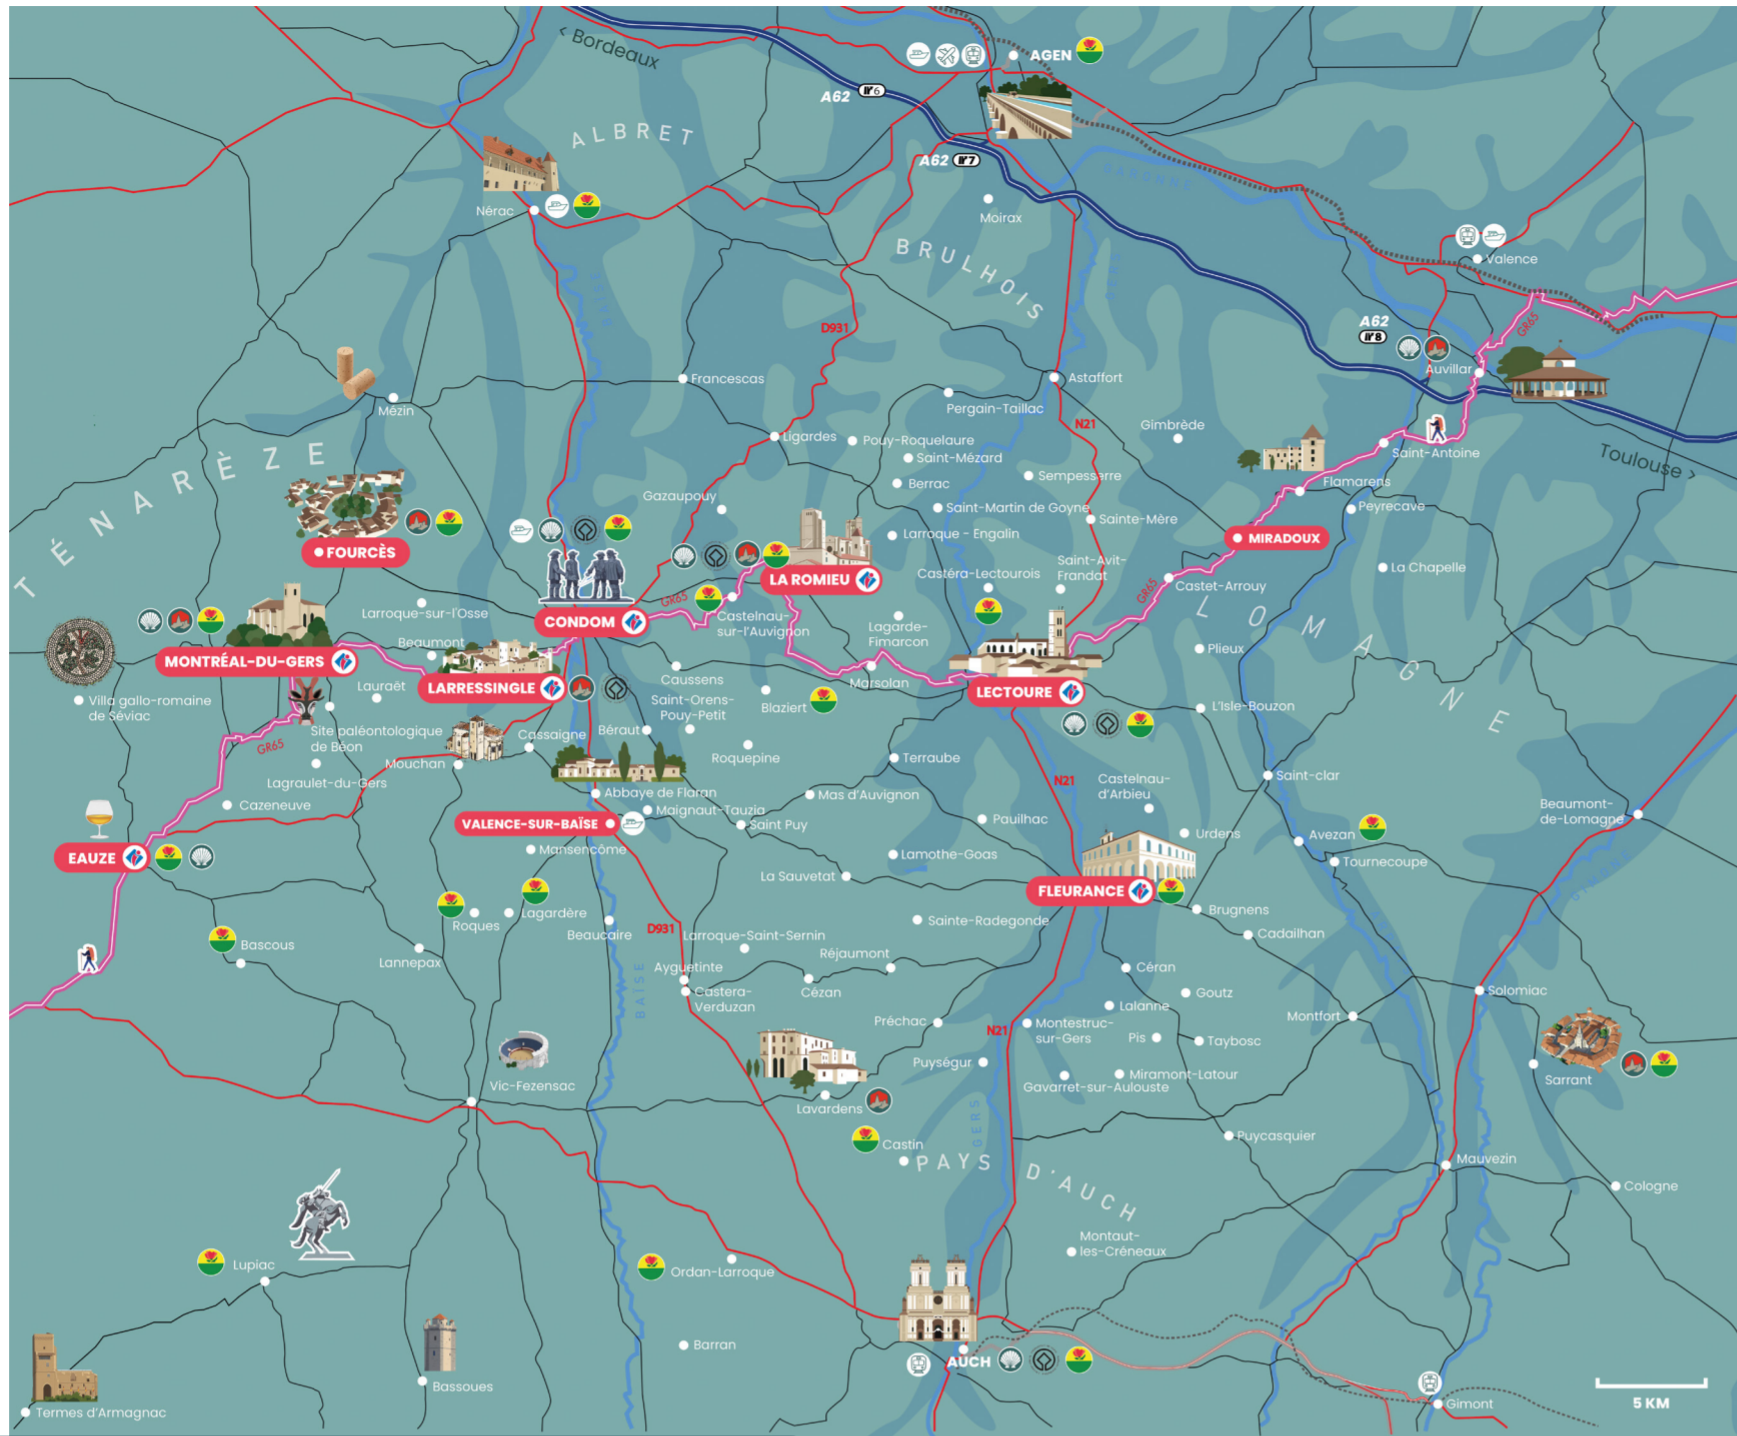 < Bordeaux
AGEN
A62
6
ALBRET
A62
7
GARONNE
Nérac
Moirax
BRULHOIS
Valence
BAÏSE
GERS
D931
A62
8
GR65
Auvillar
Francescas
Astaffort
Mézin
Pergain-Taillac
N21
Gimbrède
Ligardes
Pouy-Roquelaure
Saint-Mézard
Saint-Antoine
Toulouse >
TÉNARÈZE
Berrac
Sempesserre
Flamarens
Gazaupouy
Saint-Martin de Goyne
Sainte-Mère
Peyrecave
Larroque - Engalin
MIRADOUX
FOURCÈS
Saint-Avit-
Frandat
La Chapelle
LA ROMIEU
Castéra-Lectourois
Castet-Arrouy
GR65
GR65
Larroque-sur-l'Osse
CONDOM
Castelnau-
sur-l'Auvignon
Lagarde-
Fimarcon
LOMAGNE
Beaumont
MONTRÉAL-DU-GERS
Plieux
Lauraët
LARRESSINGLE
Caussens
Marsolan
LECTOURE
Villa gallo-romaine
de Séviac
Saint-Orens-
Pouy-Petit
Blaziert
L'Isle-Bouzon
Site paléontologique
de Béon
Cassaigne
Béraut
GR65
Roquepine
Terraube
Mouchan
Lagraulet-du-Gers
N21
Castelnau-
d'Arbieu
Saint-clar
Cazeneuve
Abbaye de Flaran
Mas d'Auvignon
Maignaut-Tauzia
Beaumont-
de-Lomagne
VALENCE-SUR-BAÏSE
Saint Puy
Pauilhac
Urdens
Avezan
EAUZE
Mansencôme
Lamothe-Goas
Tournecoupe
La Sauvetat
FLEURANCE
GIMONE
Roques
Lagardère
Brugnens
Beaucaire
D931
Larroque-Saint-Sernin
Sainte-Radegonde
Cadailhan
Bascous
Lannepax
Réjaumont
Ayguetinte
Céran
BAÏSE
Castera-
Verduzan
Cézan
Goutz
Solomiac
Lalanne
Préchac
N21
Montestruc-
sur-Gers
Montfort
Pis
Taybosc
Puységur
Vic-Fezensac
Miramont-Latour
Gavarret-sur-Aulouste
Sarrant
Lavardens
GERS
Castin
Puycasquier
PAYS D'AUCH
Mauvezin
Cologne
Montaut-
les-Créneaux
Lupiac
Ordan-Larroque
Barran
AUCH
Bassoues
5 KM
Gimont
Termes d'Armagnac